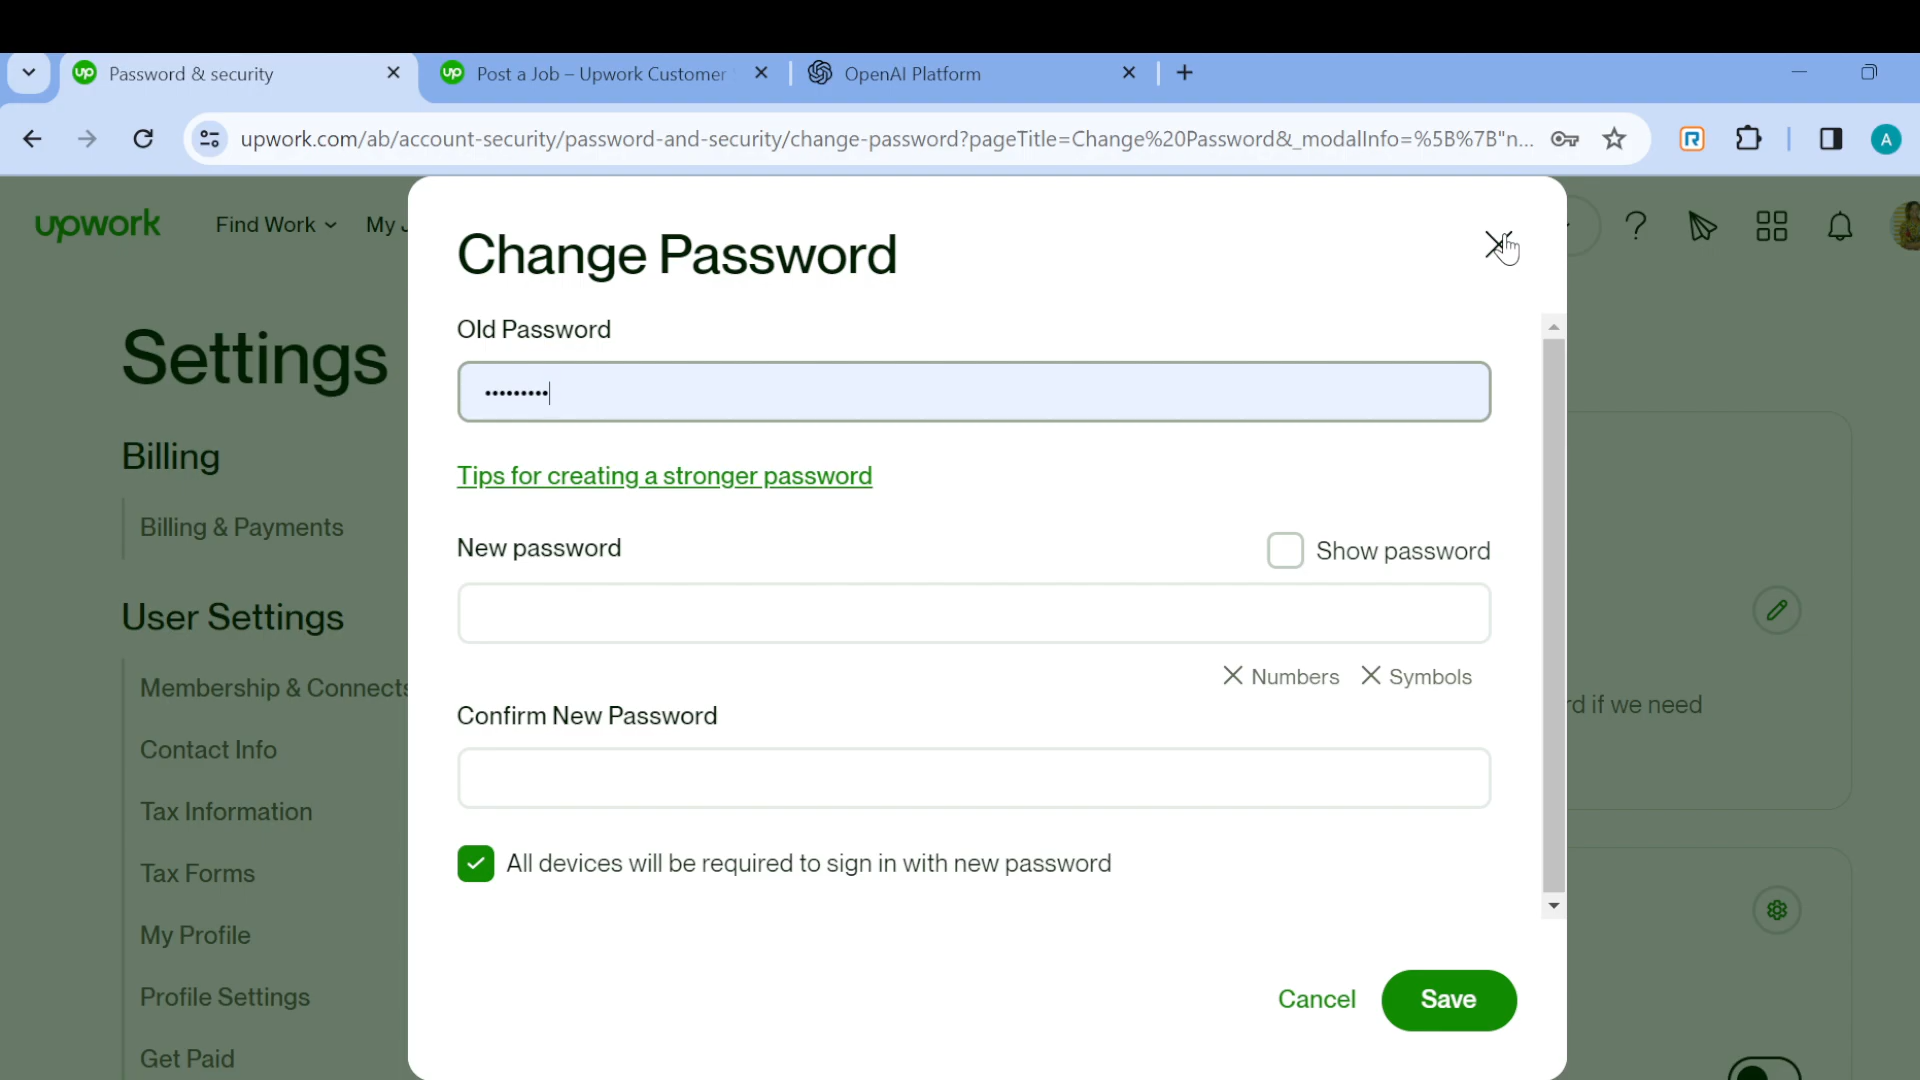 Password & security
Post a Job – Upwork Customer
OpenAI Platform
upwork.com/ab/account-security/password-and-security/change-password?pageTitle=Change%20Password&_modalInfo=%5B%7B"n...
A
upwork
Find Work
My
Change Password
Settings
Old Password
•••••••••
Billing
Tips for creating a stronger password
Billing & Payments
New password
Show password
User Settings
Numbers
Symbols
Membership & Connects
rd if we need
Confirm New Password
Contact Info
Tax Information
All devices will be required to sign in with new password
Tax Forms
My Profile
Profile Settings
Cancel
Save
Get Paid